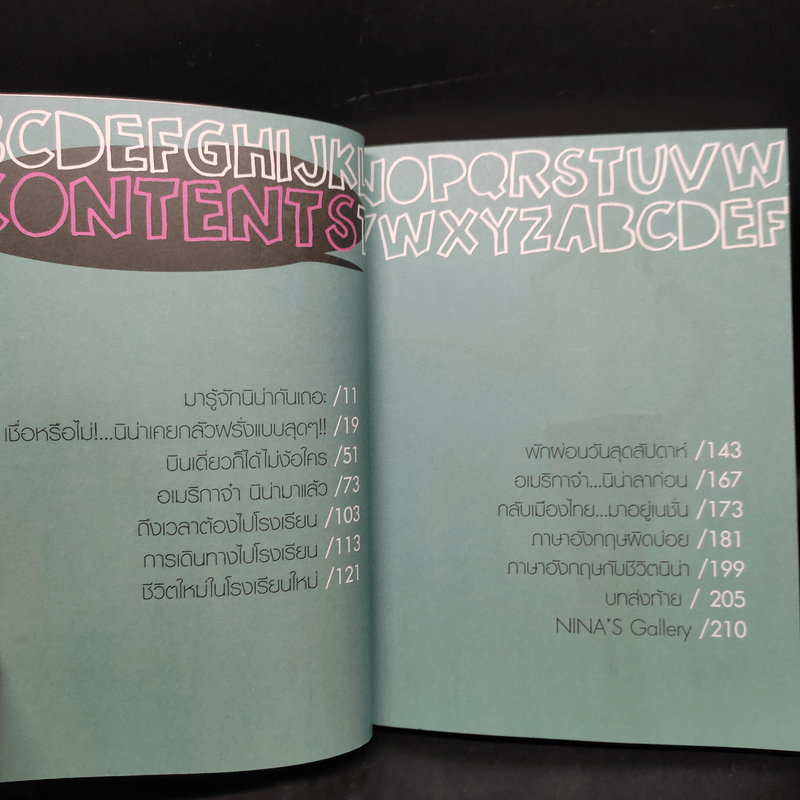 BCDEFGHIJK
CONTENTS
มารู้จักนิน่ากันเถอะ /11
เชื่อหรือไม่!...นิน่าเคยกลัวฝรั่งแบบสุดๆ!! /19
บินเดี่ยวก็ได้ไม่ง้อใคร /51
อเมริกาจ๋า นิน่ามาแล้ว /73
ถึงเวลาต้องไปโรงเรียน /103
การเดินทางไปโรงเรียน /113
ชีวิตใหม่ในโรงเรียนใหม่ /121
NOPQRSTUVW
VWXYZABCDEF
พักผ่อนวันสุดสัปดาห์ /143
อเมริกาจ๋า...นิน่าลาก่อน /167
กลับเมืองไทย...มาอยู่เนชั่น /173
ภาษาอังกฤษผิดบ่อย /181
ภาษาอังกฤษกับชีวิตนิน่า /199
บทส่งท้าย / 205
NINA'S Gallery /210